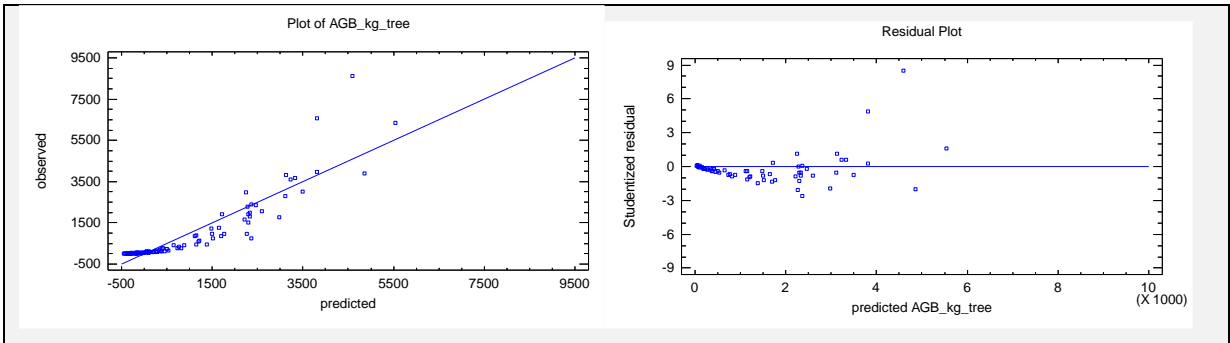 Plot of AGB_kg_tree
9500
7500
5500
3500
1500
-500
observed
-500 1500 3500 5500 7500 9500
predicted
Residual Plot
9
6
3
0
-3
-6
-9
Studentized residual
0 2 4 6 8 10
(X 1000)
predicted AGB_kg_tree